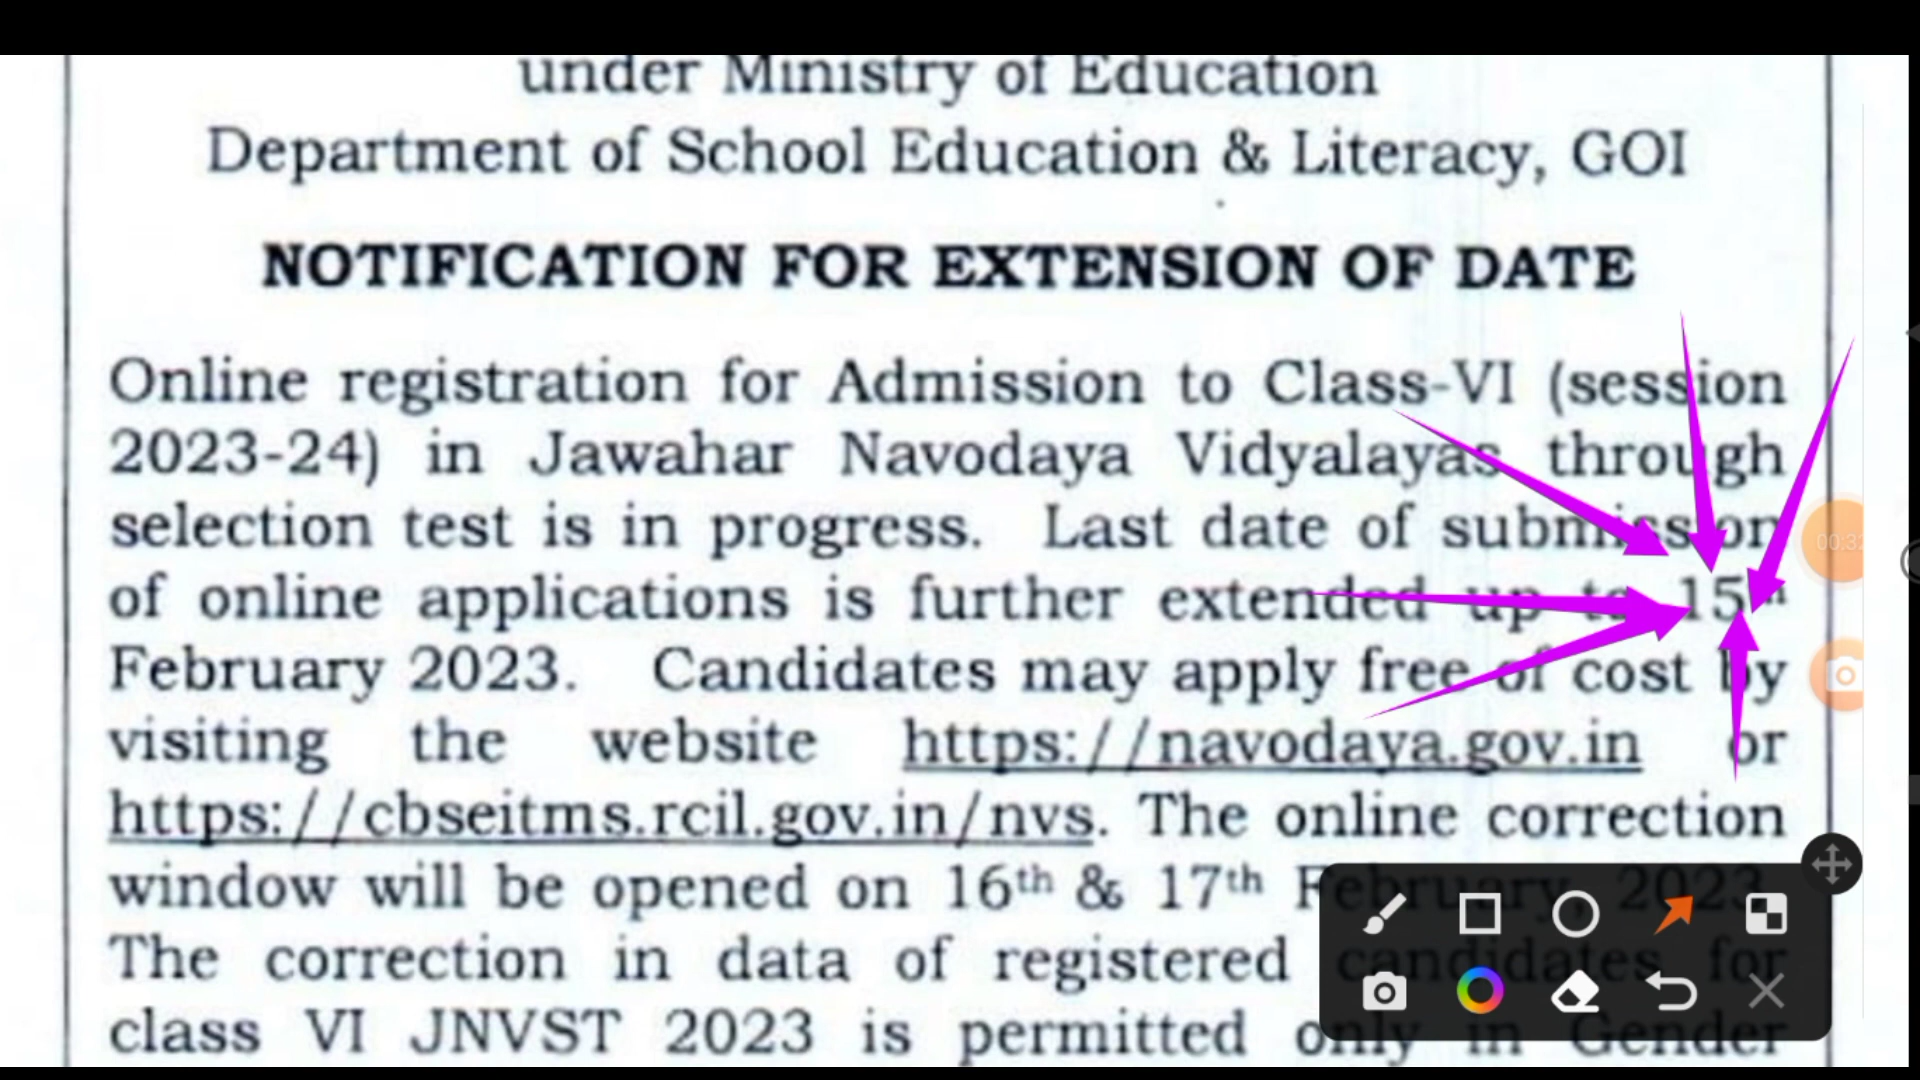 under Ministry of Education
Department of School Education & Literacy, GOI
NOTIFICATION FOR EXTENSION OF DATE
Online registration for Admission to Class-VI (session
2023-24) in Jawahar Navodaya Vidyalayas through
selection test is in progress. Last date of submission
of online applications is further extended up to 15th
February 2023. Candidates may apply free of cost by
visiting the website https://navodaya.gov.in or
https://cbseitms.rcil.gov.in/nvs. The online correction
window will be opened on 16th & 17th February, 2023.
The correction in data of registered candidates for
class VI JNVST 2023 is permitted only in Gender